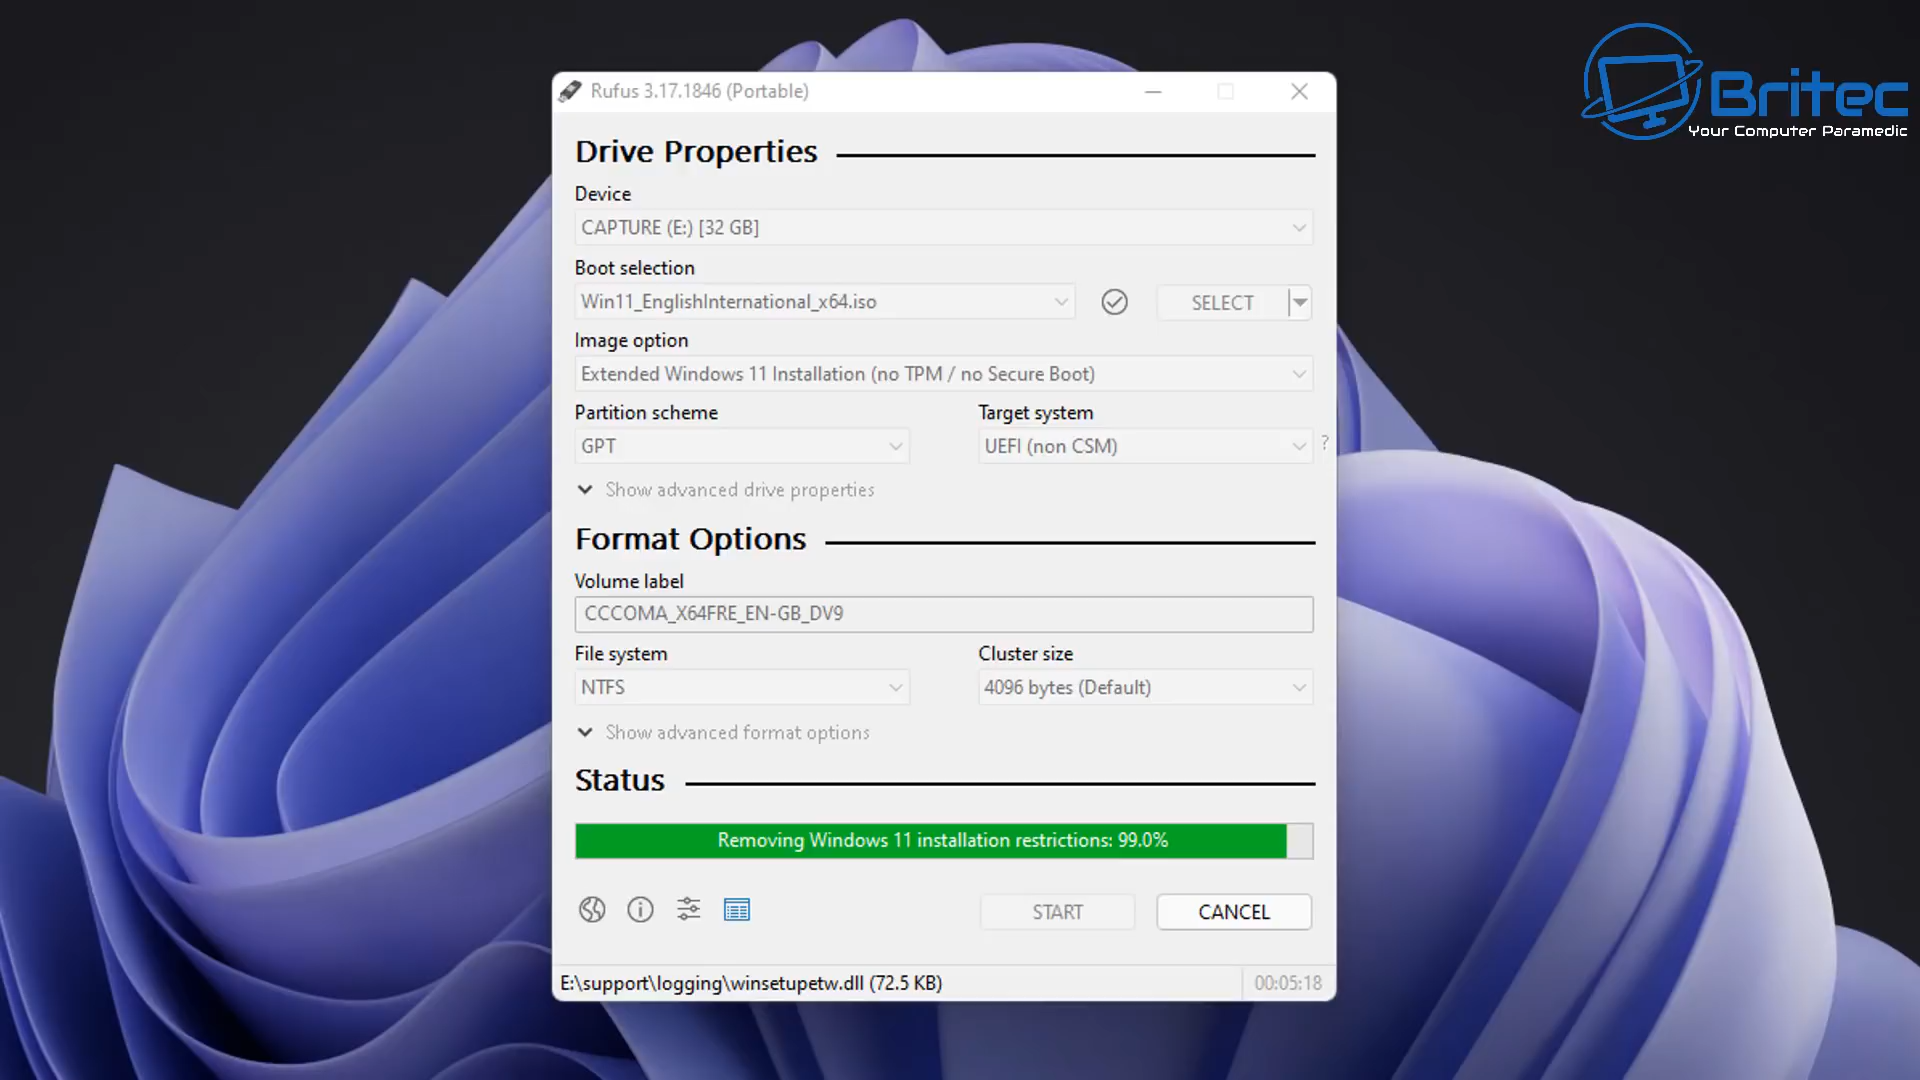 Britec
Your Computer Paramedic
Rufus 3.17.1846 (Portable)
Drive Properties
Device
CAPTURE (E:) [32 GB]
Boot selection
Win11_EnglishInternational_x64.iso
SELECT
Image option
Extended Windows 11 Installation (no TPM / no Secure Boot)
Partition scheme
Target system
GPT
UEFI (non CSM)
?
Show advanced drive properties
Format Options
Volume label
CCCOMA_X64FRE_EN-GB_DV9
File system
Cluster size
NTFS
4096 bytes (Default)
Show advanced format options
Status
Removing Windows 11 installation restrictions: 99.0%
START
CANCEL
E:\support\logging\winsetupetw.dll (72.5 KB)
00:05:18